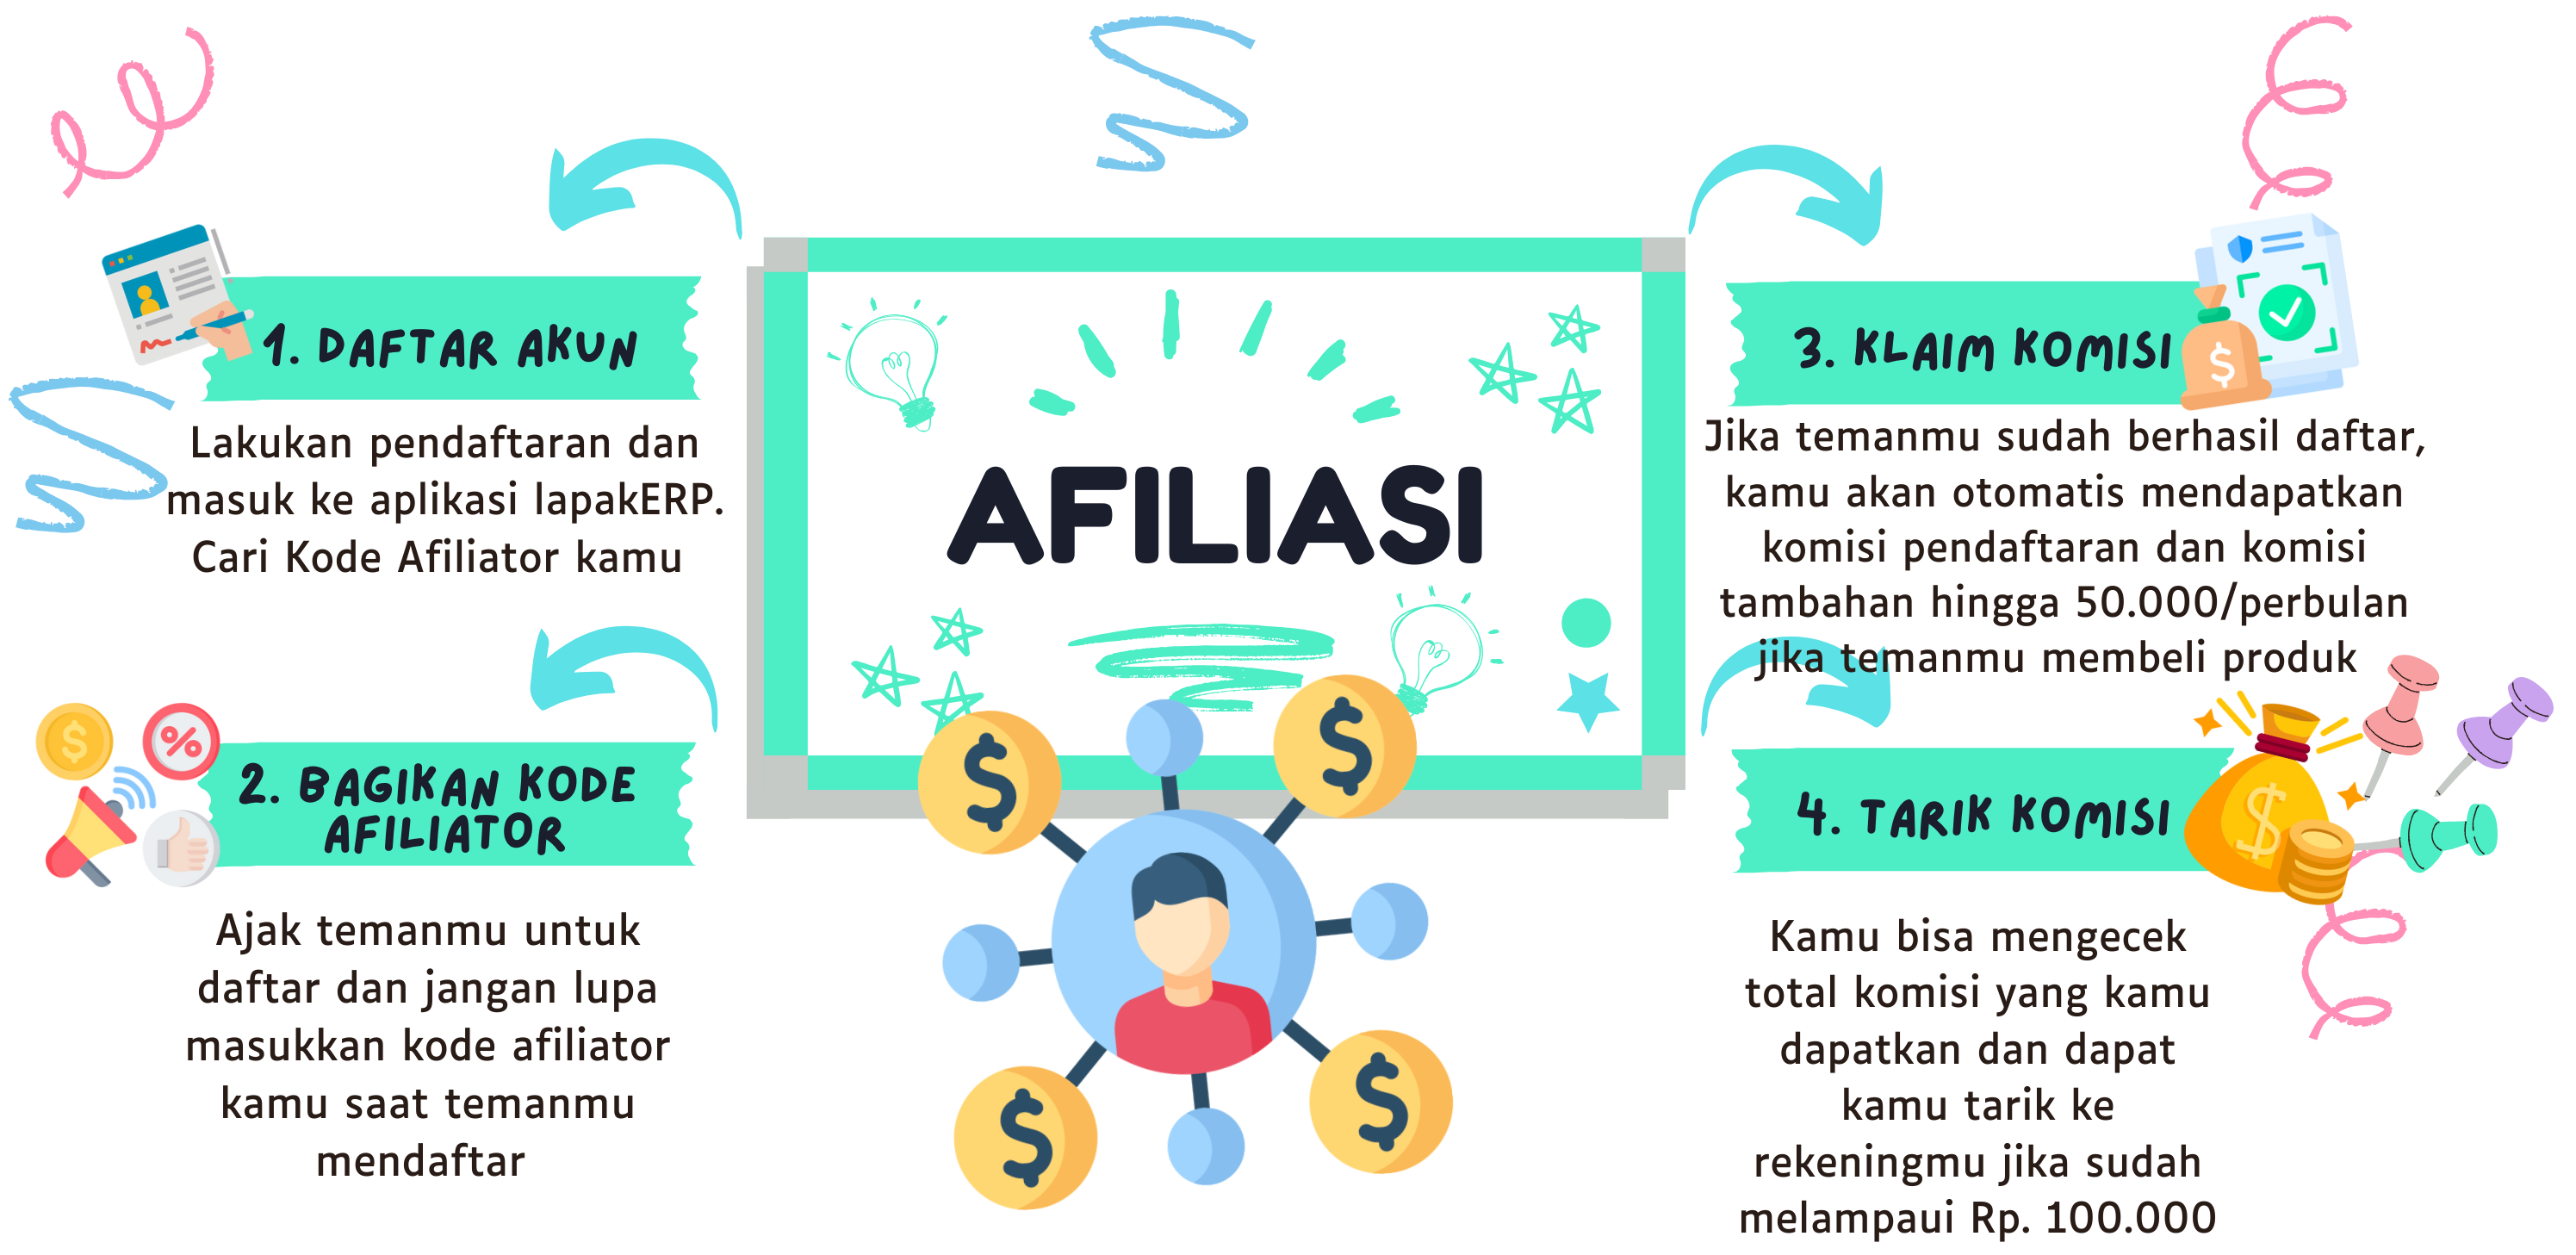 AFILIASI
1. DAFTAR AKUN
Lakukan pendaftaran dan
masuk ke aplikasi lapakERP.
Cari Kode Afiliator kamu
2. BAGIKAN KODE
AFILIATOR
Ajak temanmu untuk
daftar dan jangan lupa
masukkan kode afiliator
kamu saat temanmu
mendaftar
3. KLAIM KOMISI
Jika temanmu sudah berhasil daftar,
kamu akan otomatis mendapatkan
komisi pendaftaran dan komisi
tambahan hingga 50.000/perbulan
jika temanmu membeli produk
4. TARIK KOMISI
Kamu bisa mengecek
total komisi yang kamu
dapatkan dan dapat
kamu tarik ke
rekeningmu jika sudah
melampaui Rp. 100.000